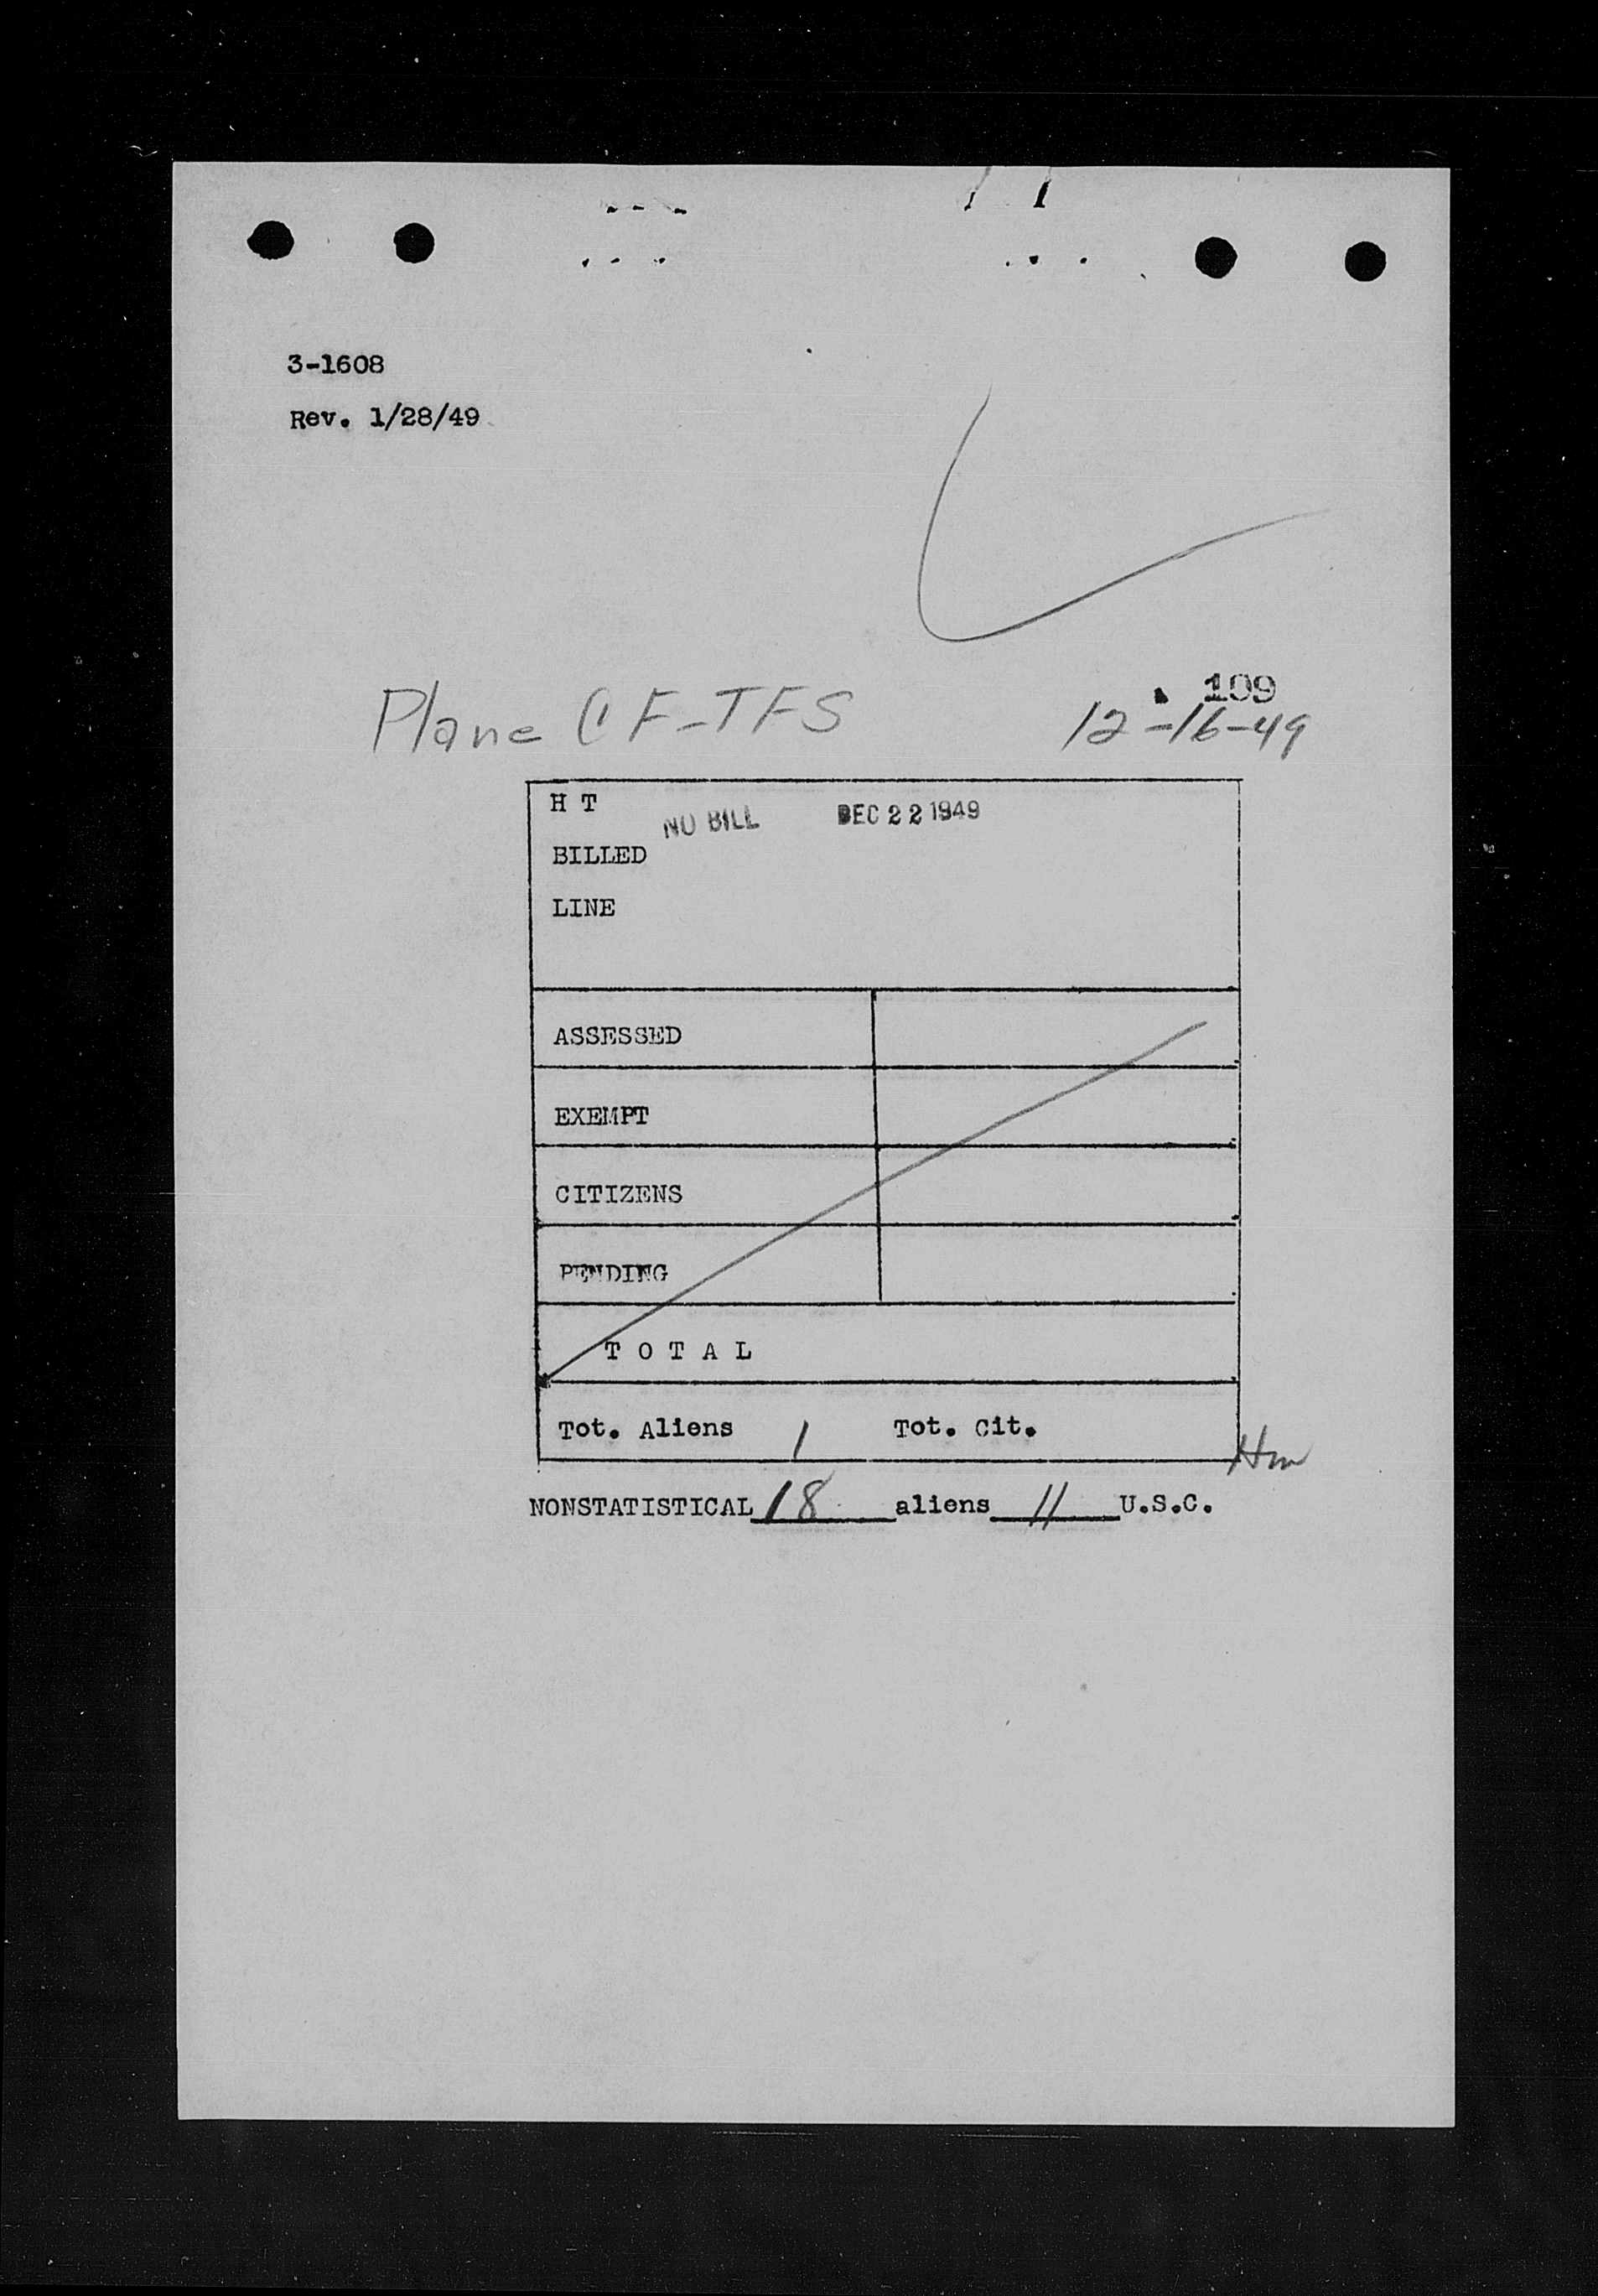 3-1608
Rev. 1/28/49
109
Plane CF-TFS 12-16-49
H T
NO BILL DEC 22 1949
BILLED
LINE
ASSESSED
EXEMPT
CITIZENS
PENDING
T O T A L
Tot. Aliens 1 Tot. Cit.
NONSTATISTICAL 18 aliens 11 U.S.C.